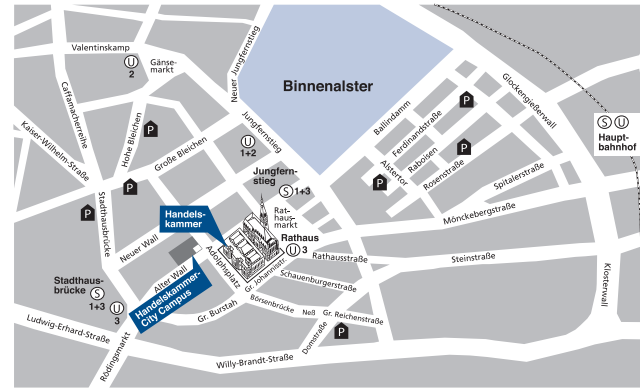 Valentinskamp
U
2
Gänse-
markt
Neuer Jungfernstieg
Binnenalster
Glockengießerwall
Caffamacherreihe
Kaiser-Wilhelm-Straße
Hohe Bleichen
P
Große Bleichen
Jungfernstieg
U
1+2
Ballindamm
Ferdinandstraße
P
Alstertor
Raboisen
Rosenstraße
P
P
S U
Haupt-
bahnhof
Spitalerstraße
Jungfern-
stieg
S 1+3
Mönckebergstraße
P
P
Stadthausbrücke
Handels-
kammer
Rat-
haus-
markt
Rathaus
U 3
Neuer Wall
Alter Wall
Adolphsplatz
Gr. Johannisstr.
Rathausstraße
Steinstraße
Klosterwall
Schauenburgerstraße
Handelskammer-
City Campus
Stadthaus-
brücke S
1+3
U
3
Gr. Burstah
Börsenbrücke
Neß
Gr. Reichenstraße
P
Domstraße
Ludwig-Erhard-Straße
Rödingsmarkt
Willy-Brandt-Straße